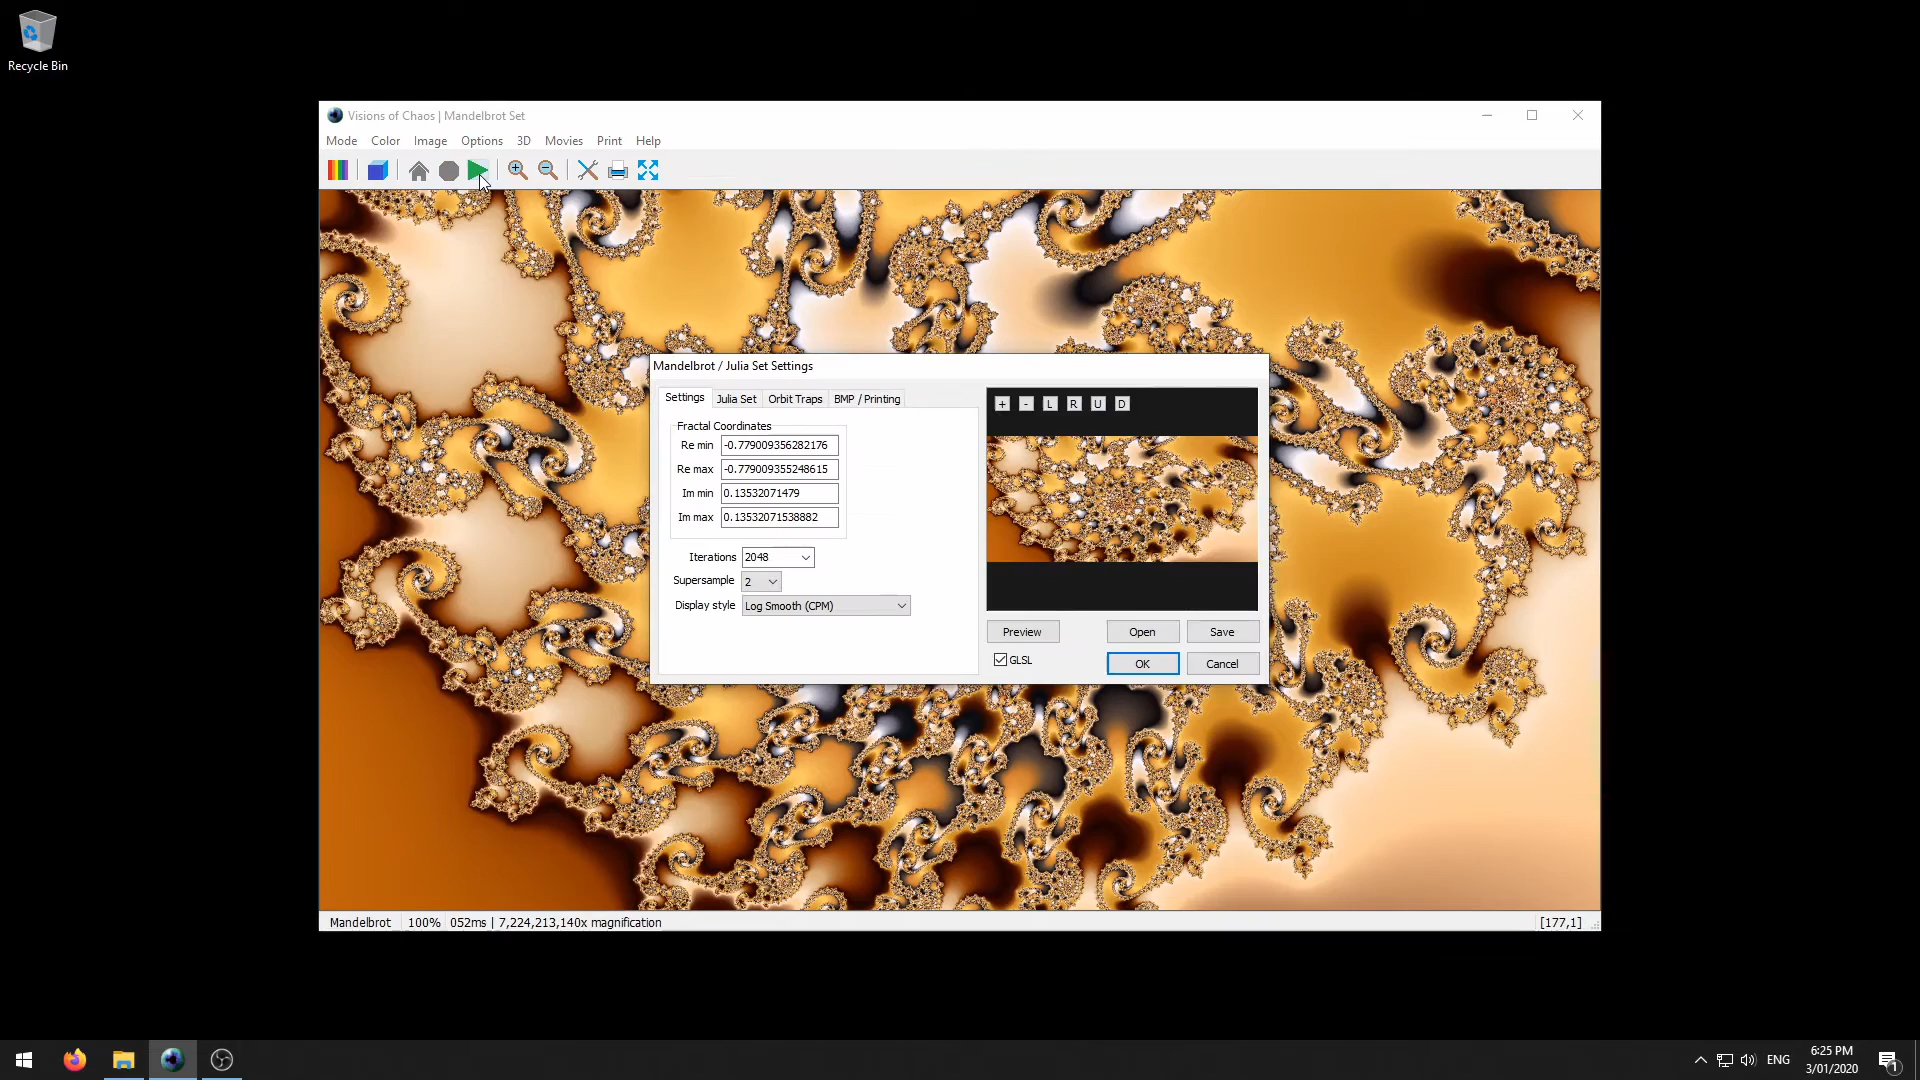 Recycle Bin
Visions of Chaos | Mandelbrot Set
Mode Color Image Options 3D Movies Print Help
Mandelbrot / Julia Set Settings
Settings Julia Set Orbit Traps BMP / Printing
+ - L R U D
Fractal Coordinates
Re min -0.779009356282176
Re max -0.779009355248615
Im min 0.13532071479
Im max 0.13532071538882
Iterations 2048
Supersample 2
Display style Log Smooth (CPM)
Preview Open Save
GLSL OK Cancel
Mandelbrot 100% 052ms | 7,224,213,140x magnification [177,1]
ENG 6:25 PM
3/01/2020
1